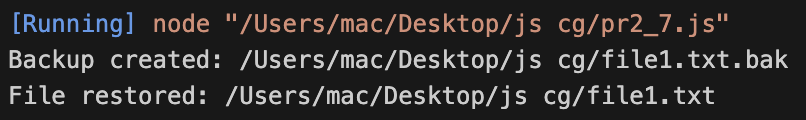 [Running] node "/Users/mac/Desktop/js cg/pr2_7.js"
Backup created: /Users/mac/Desktop/js cg/file1.txt.bak
File restored: /Users/mac/Desktop/js cg/file1.txt